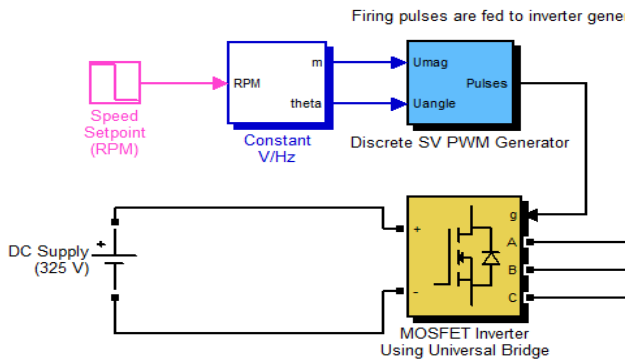 Firing pulses are fed to inverter gener
m
Umag
RPM
Pulses
theta
Uangle
Speed
Setpoint
(RPM)
Constant
V/Hz
Discrete SV PWM Generator
g
+
+
A
DC Supply
(325 V)
B
-
C
MOSFET Inverter
Using Universal Bridge